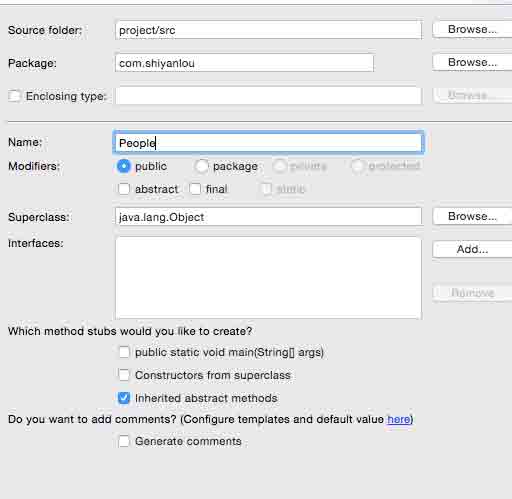 Source folder: project/src Browse...
Package: com.shiyanlou Browse...
Enclosing type: Browse...
Name: People
Modifiers: public package private protected
abstract final static
Superclass: java.lang.Object Browse...
Interfaces: Add...
Remove
Which method stubs would you like to create?
public static void main(String[] args)
Constructors from superclass
Inherited abstract methods
Do you want to add comments? (Configure templates and default value here)
Generate comments